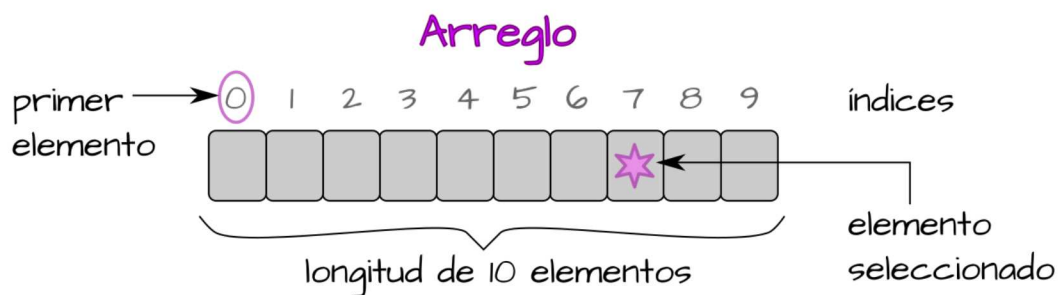 Arreglo
primer
elemento
0 1 2 3 4 5 6 7 8 9
índices
longitud de 10 elementos
elemento
seleccionado